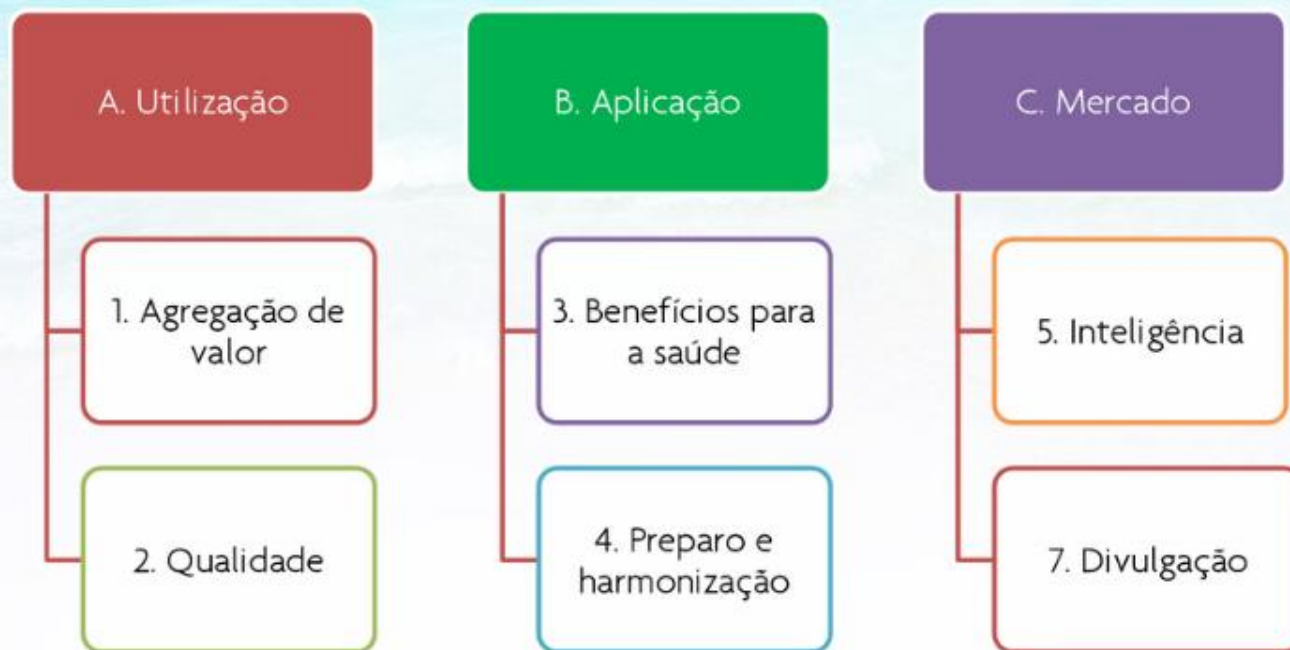 A. Utilização
B. Aplicação
C. Mercado
1. Agregação de
valor
3. Benefícios para
a saúde
5. Inteligência
2. Qualidade
4. Preparo e
harmonização
7. Divulgação